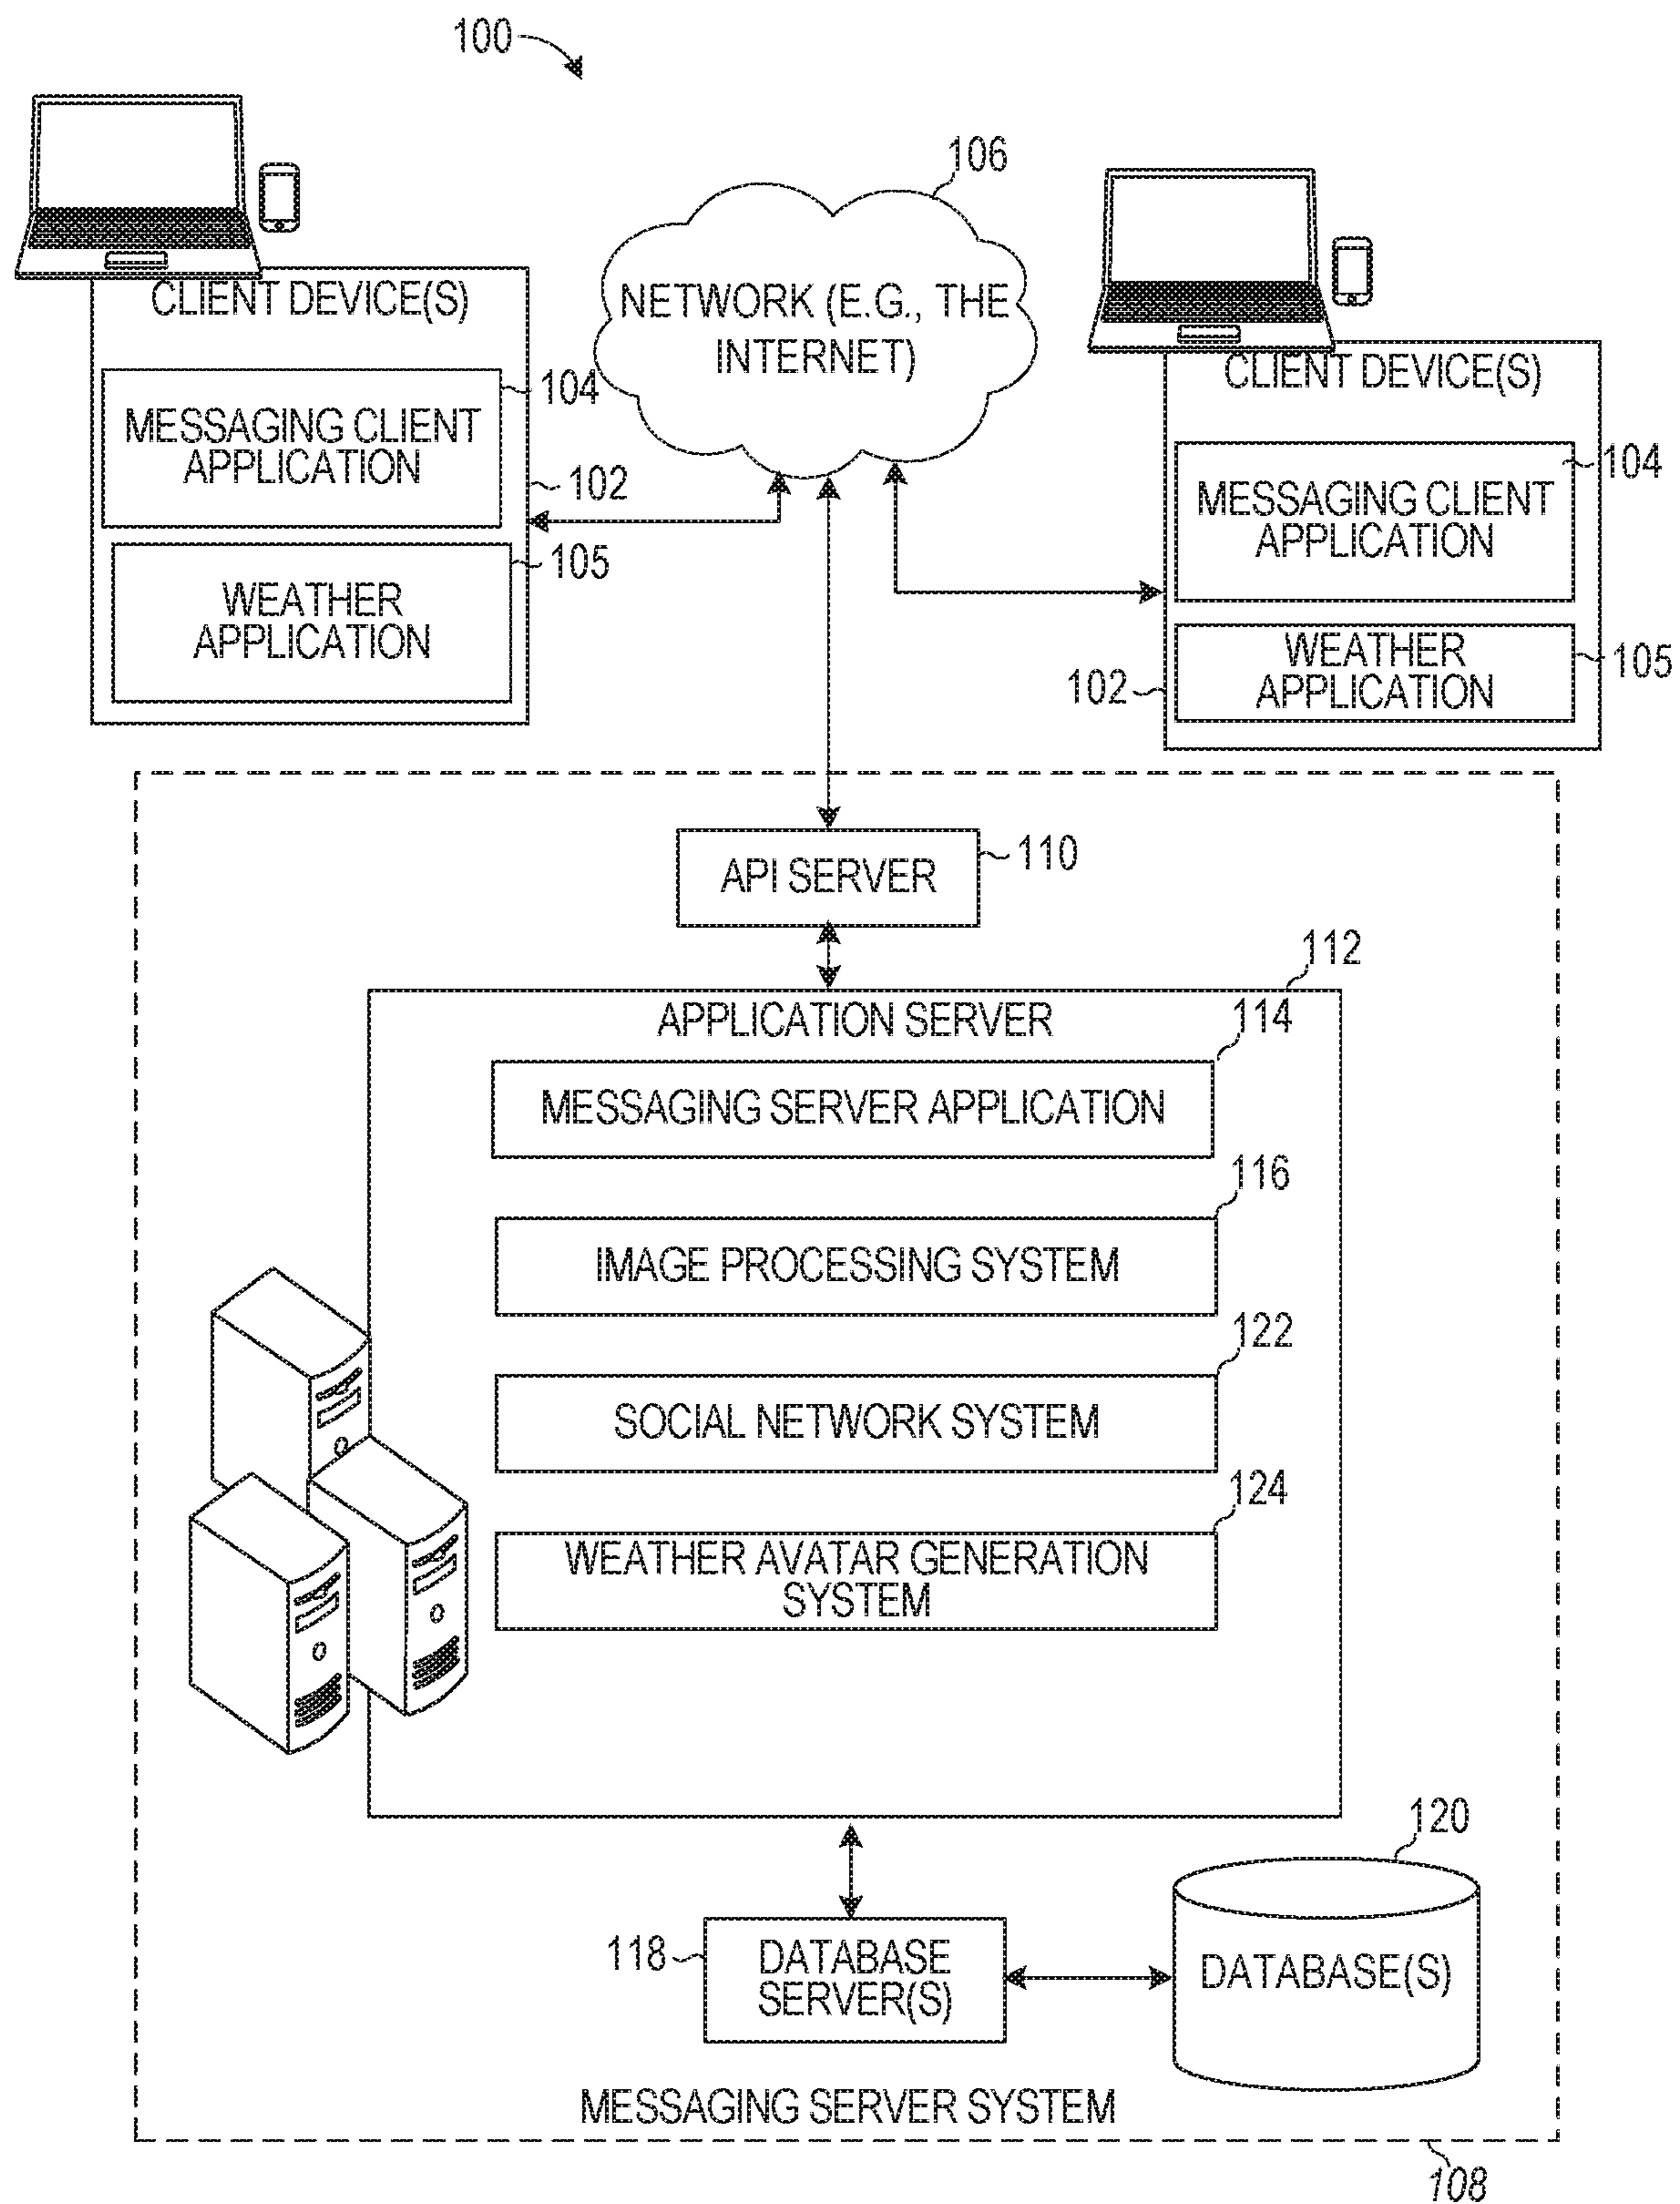 100
106
CLIENT DEVICE(S)
104
MESSAGING CLIENT
APPLICATION
102
105
WEATHER
APPLICATION
NETWORK (E.G., THE
INTERNET)
CLIENT DEVICE(S)
104
MESSAGING CLIENT
APPLICATION
WEATHER
APPLICATION
105
102
API SERVER
110
112
APPLICATION SERVER
114
MESSAGING SERVER APPLICATION
116
IMAGE PROCESSING SYSTEM
122
SOCIAL NETWORK SYSTEM
124
WEATHER AVATAR GENERATION
SYSTEM
120
118
DATABASE
SERVER(S)
DATABASE(S)
MESSAGING SERVER SYSTEM
108